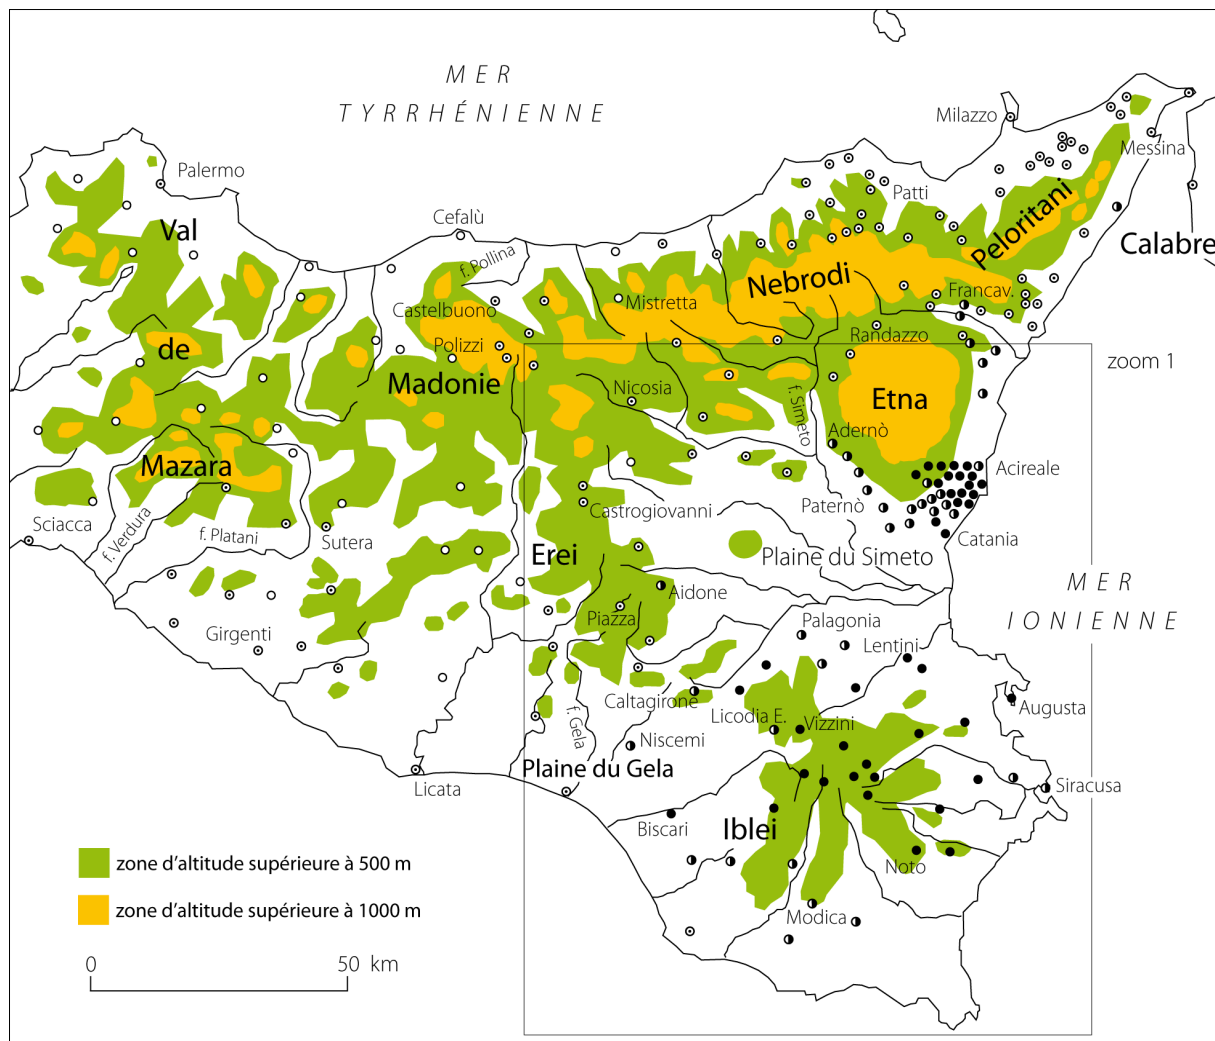 MER
TYRRHÉNIENNE
Milazzo
Messina
Palermo
Patti
Peloritani
Cefalù
Val
Calabre
f. Pollina
Nebrodi
Francav.
Castelbuono
Mistretta
Randazzo
de
Polizzi
zoom 1
Madonie
Nicosia
f. Simeto
Etna
Adernò
Mazara
Acireale
Sciacca
f. Verdura
f. Platani
Sutera
Castrogiovanni
Paternò
Catania
Erei
Plaine du Simeto
MER
IONIENNE
Aidone
Girgenti
Piazza
Palagonia
Lentini
Caltagirone
Licodia E.
Vizzini
Augusta
f. Gela
Niscemi
Plaine du Gela
Licata
Siracusa
Biscari
Iblei
Noto
Modica
zone d’altitude supérieure à 500 m
zone d’altitude supérieure à 1000 m
0 50 km